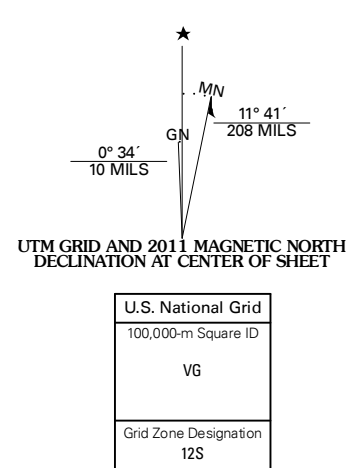 MN
11° 41´
208 MILS
GN
0° 34´
10 MILS
UTM GRID AND 2011 MAGNETIC NORTH
DECLINATION AT CENTER OF SHEET
U.S. National Grid
100,000-m Square ID
VG
Grid Zone Designation
12S